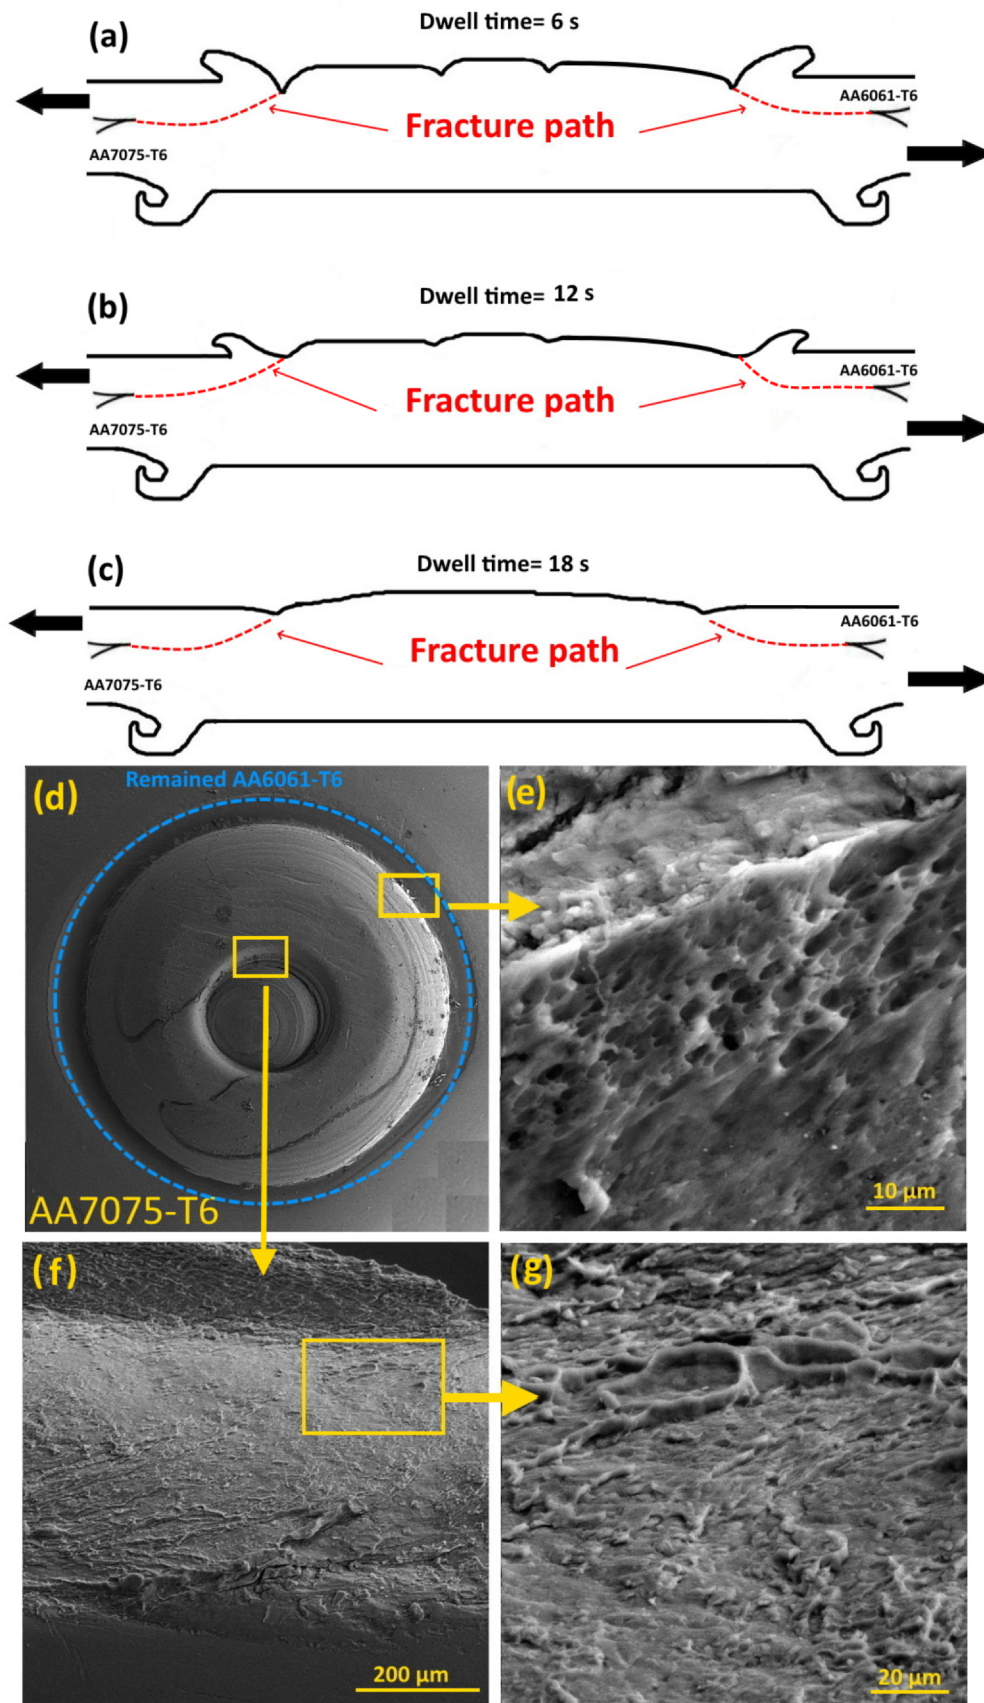 (a)
Dwell time= 6 s
AA6061-T6
Fracture path
AA7075-T6
(b)
Dwell time= 12 s
AA6061-T6
Fracture path
AA7075-T6
(c)
Dwell time= 18 s
AA6061-T6
Fracture path
AA7075-T6
(d)
Remained AA6061-T6
AA7075-T6
(e)
10 µm
(f)
200 µm
(g)
20 µm